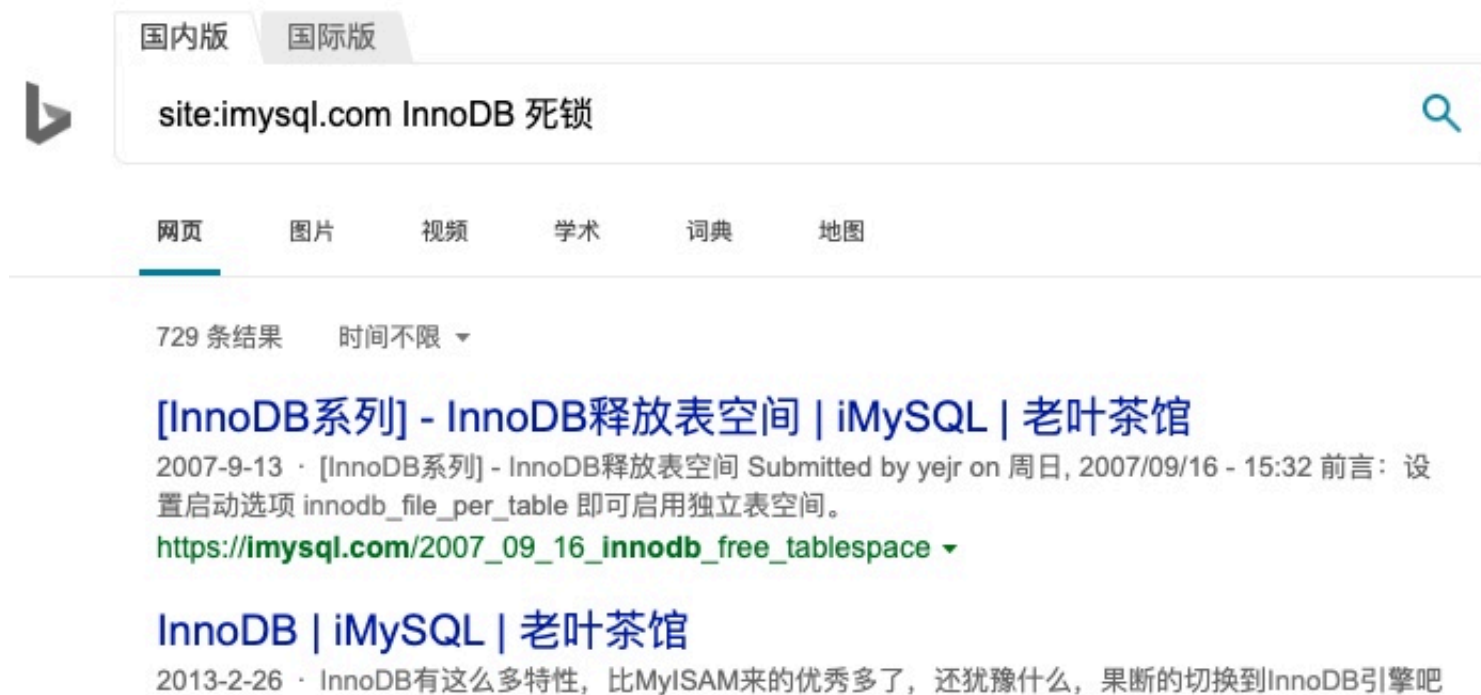 国内版 国际版
site:imysql.com InnoDB 死锁
网页 图片 视频 学术 词典 地图
729 条结果 时间不限
[InnoDB系列] - InnoDB释放表空间 | iMySQL | 老叶茶馆
2007-9-13 · [InnoDB系列] - InnoDB释放表空间 Submitted by yejr on 周日, 2007/09/16 - 15:32 前言：设
置启动选项 innodb_file_per_table 即可启用独立表空间。
https://imysql.com/2007_09_16_innodb_free_tablespace
InnoDB | iMySQL | 老叶茶馆
2013-2-26 · InnoDB有这么多特性，比MyISAM来的优秀多了，还犹豫什么，果断的切换到InnoDB引擎吧